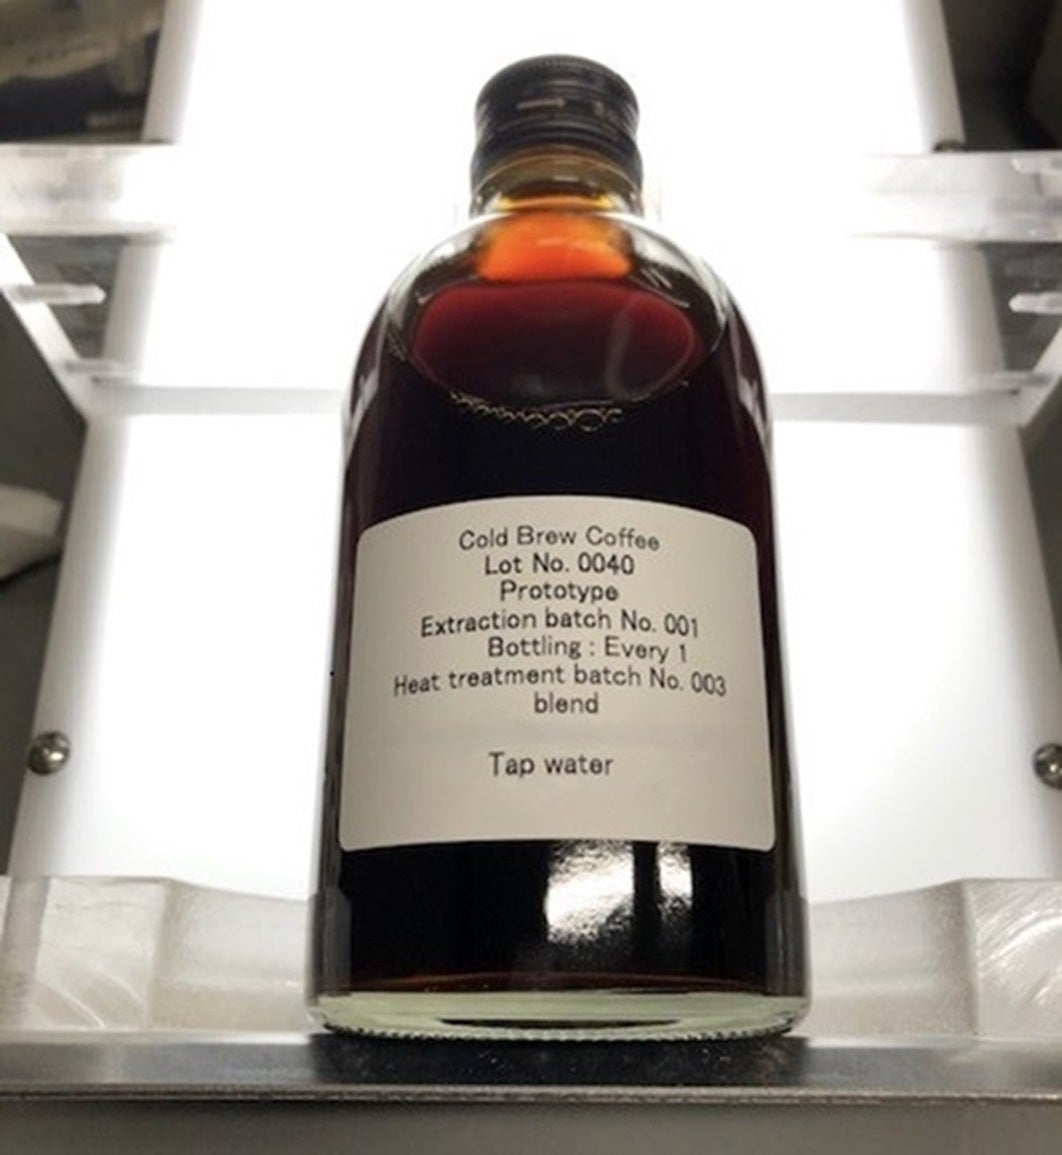 Cold Brew Coffee
Lot No. 0040
Prototype
Extraction batch No. 001
Bottling : Every 1
Heat treatment batch No. 003
blend
Tap water